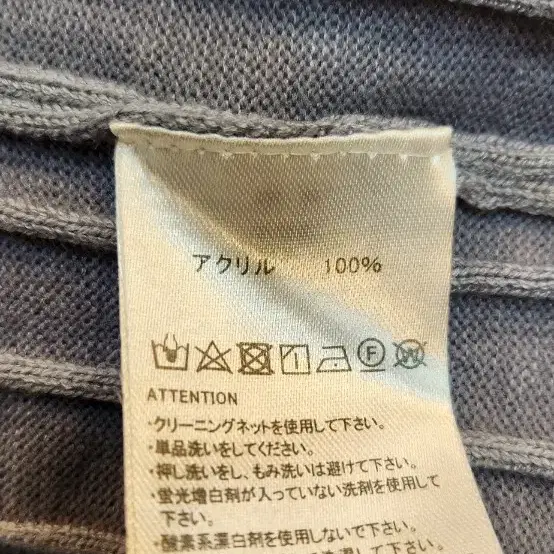 アクリル 100%
F W
ATTENTION
・クリーニングネットを使用して下さい。
・単品洗いをしてください。
・押し洗いをし、もみ洗いは避けて下さい。
・蛍光増白剤が入っていない洗剤を使用して
下さい。
・酸素系漂白剤を使用しないで下さい。